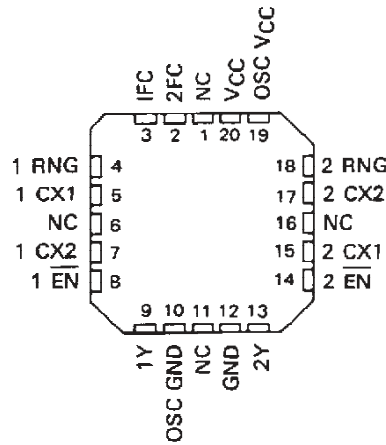 IFC
2FC
NC
VCC
OSC VCC
3 2 1 20 19
1 RNG 4
1 CX1 5
NC 6
1 CX2 7
1 EN 8
18 2 RNG
17 2 CX2
16 NC
15 2 CX1
14 2 EN
9 10 11 12 13
1Y
OSC GND
NC
GND
2Y